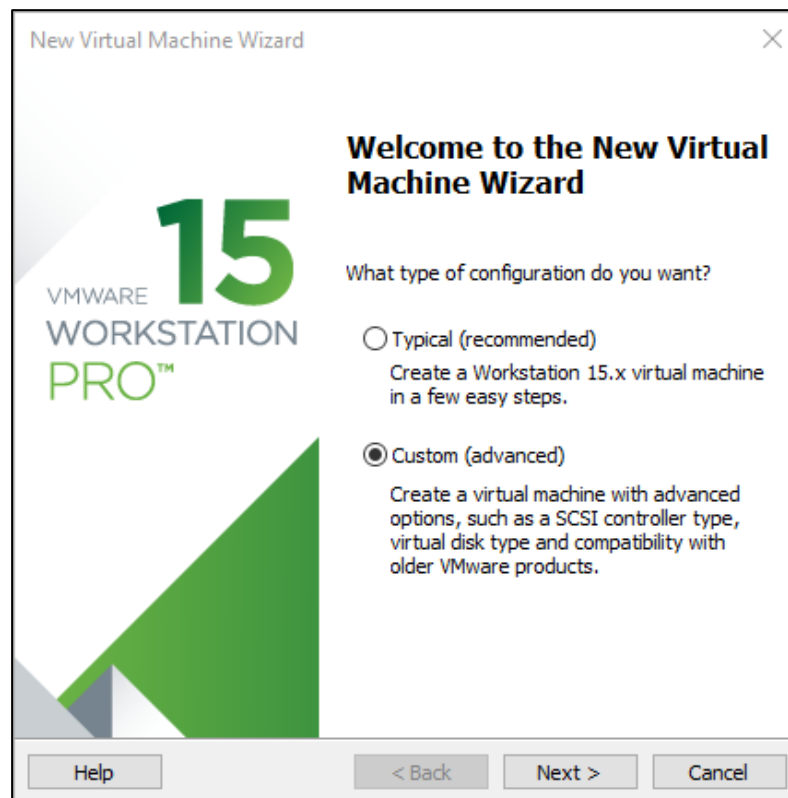 New Virtual Machine Wizard
VMWARE 15
WORKSTATION
PRO™
Welcome to the New Virtual
Machine Wizard
What type of configuration do you want?
Typical (recommended)
Create a Workstation 15.x virtual machine
in a few easy steps.
Custom (advanced)
Create a virtual machine with advanced
options, such as a SCSI controller type,
virtual disk type and compatibility with
older VMware products.
Help
< Back
Next >
Cancel